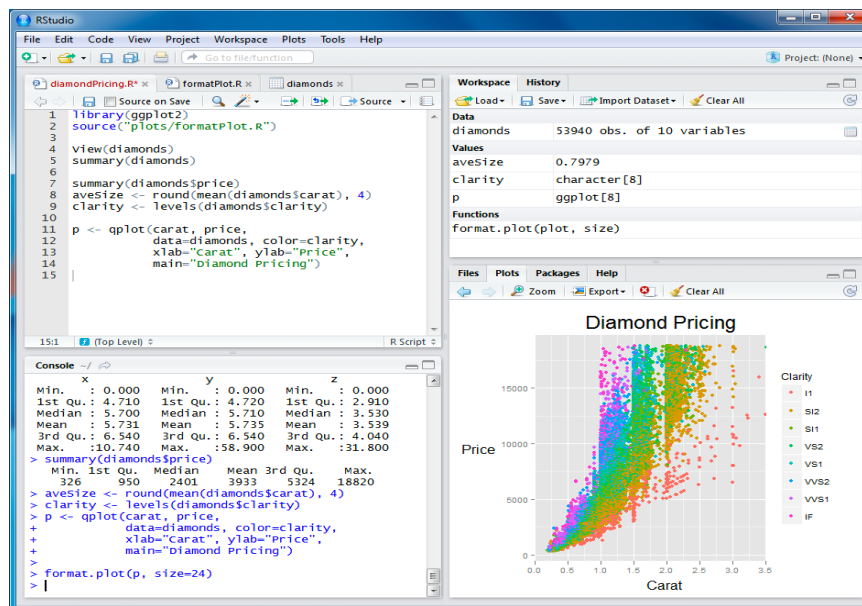 RStudio
File Edit Code View Project Workspace Plots Tools Help
Go to file/function
Project: (None)
diamondPricing.R* × formatPlot.R × diamonds ×
Source on Save Source
1 library(ggplot2)
2 source("plots/formatPlot.R")
3
4 View(diamonds)
5 summary(diamonds)
6
7 summary(diamonds$price)
8 aveSize <- round(mean(diamonds$carat), 4)
9 clarity <- levels(diamonds$clarity)
10
11 p <- qplot(carat, price,
12 data=diamonds, color=clarity,
13 xlab="Carat", ylab="Price",
14 main="Diamond Pricing")
15
15:1 (Top Level) R Script
Console ~/
x y z
Min. : 0.000 Min. : 0.000 Min. : 0.000
1st Qu.: 4.710 1st Qu.: 4.720 1st Qu.: 2.910
Median : 5.700 Median : 5.710 Median : 3.530
Mean : 5.731 Mean : 5.735 Mean : 3.539
3rd Qu.: 6.540 3rd Qu.: 6.540 3rd Qu.: 4.040
Max. :10.740 Max. :58.900 Max. :31.800
> summary(diamonds$price)
Min. 1st Qu. Median Mean 3rd Qu. Max.
326 950 2401 3933 5324 18820
> aveSize <- round(mean(diamonds$carat), 4)
> clarity <- levels(diamonds$clarity)
> p <- qplot(carat, price,
+ data=diamonds, color=clarity,
+ xlab="Carat", ylab="Price",
+ main="Diamond Pricing")
>
> format.plot(p, size=24)
>
Workspace History
Load Save Import Dataset Clear All
Data
diamonds 53940 obs. of 10 variables
Values
aveSize 0.7979
clarity character[8]
p ggplot[8]
Functions
format.plot(plot, size)
Files Plots Packages Help
Zoom Export Clear All
Diamond Pricing
Price
15000
10000
5000
0
0.0 0.5 1.0 1.5 2.0 2.5 3.0 3.5
Carat
Clarity
I1
SI2
SI1
VS2
VS1
VVS2
VVS1
IF